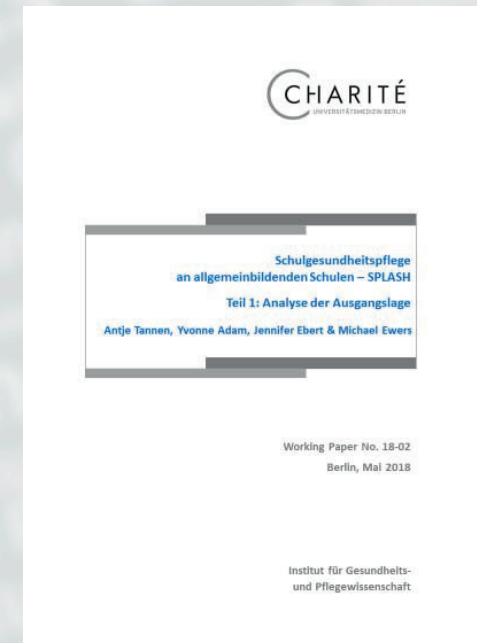 CHARITÉ
UNIVERSITÄTSMEDIZIN BERLIN
Schulgesundheitspflege
an allgemeinbildenden Schulen – SPLASH
Teil 1: Analyse der Ausgangslage
Antje Tannen, Yvonne Adam, Jennifer Ebert & Michael Ewers
Working Paper No. 18-02
Berlin, Mai 2018
Institut für Gesundheits-
und Pflegewissenschaft